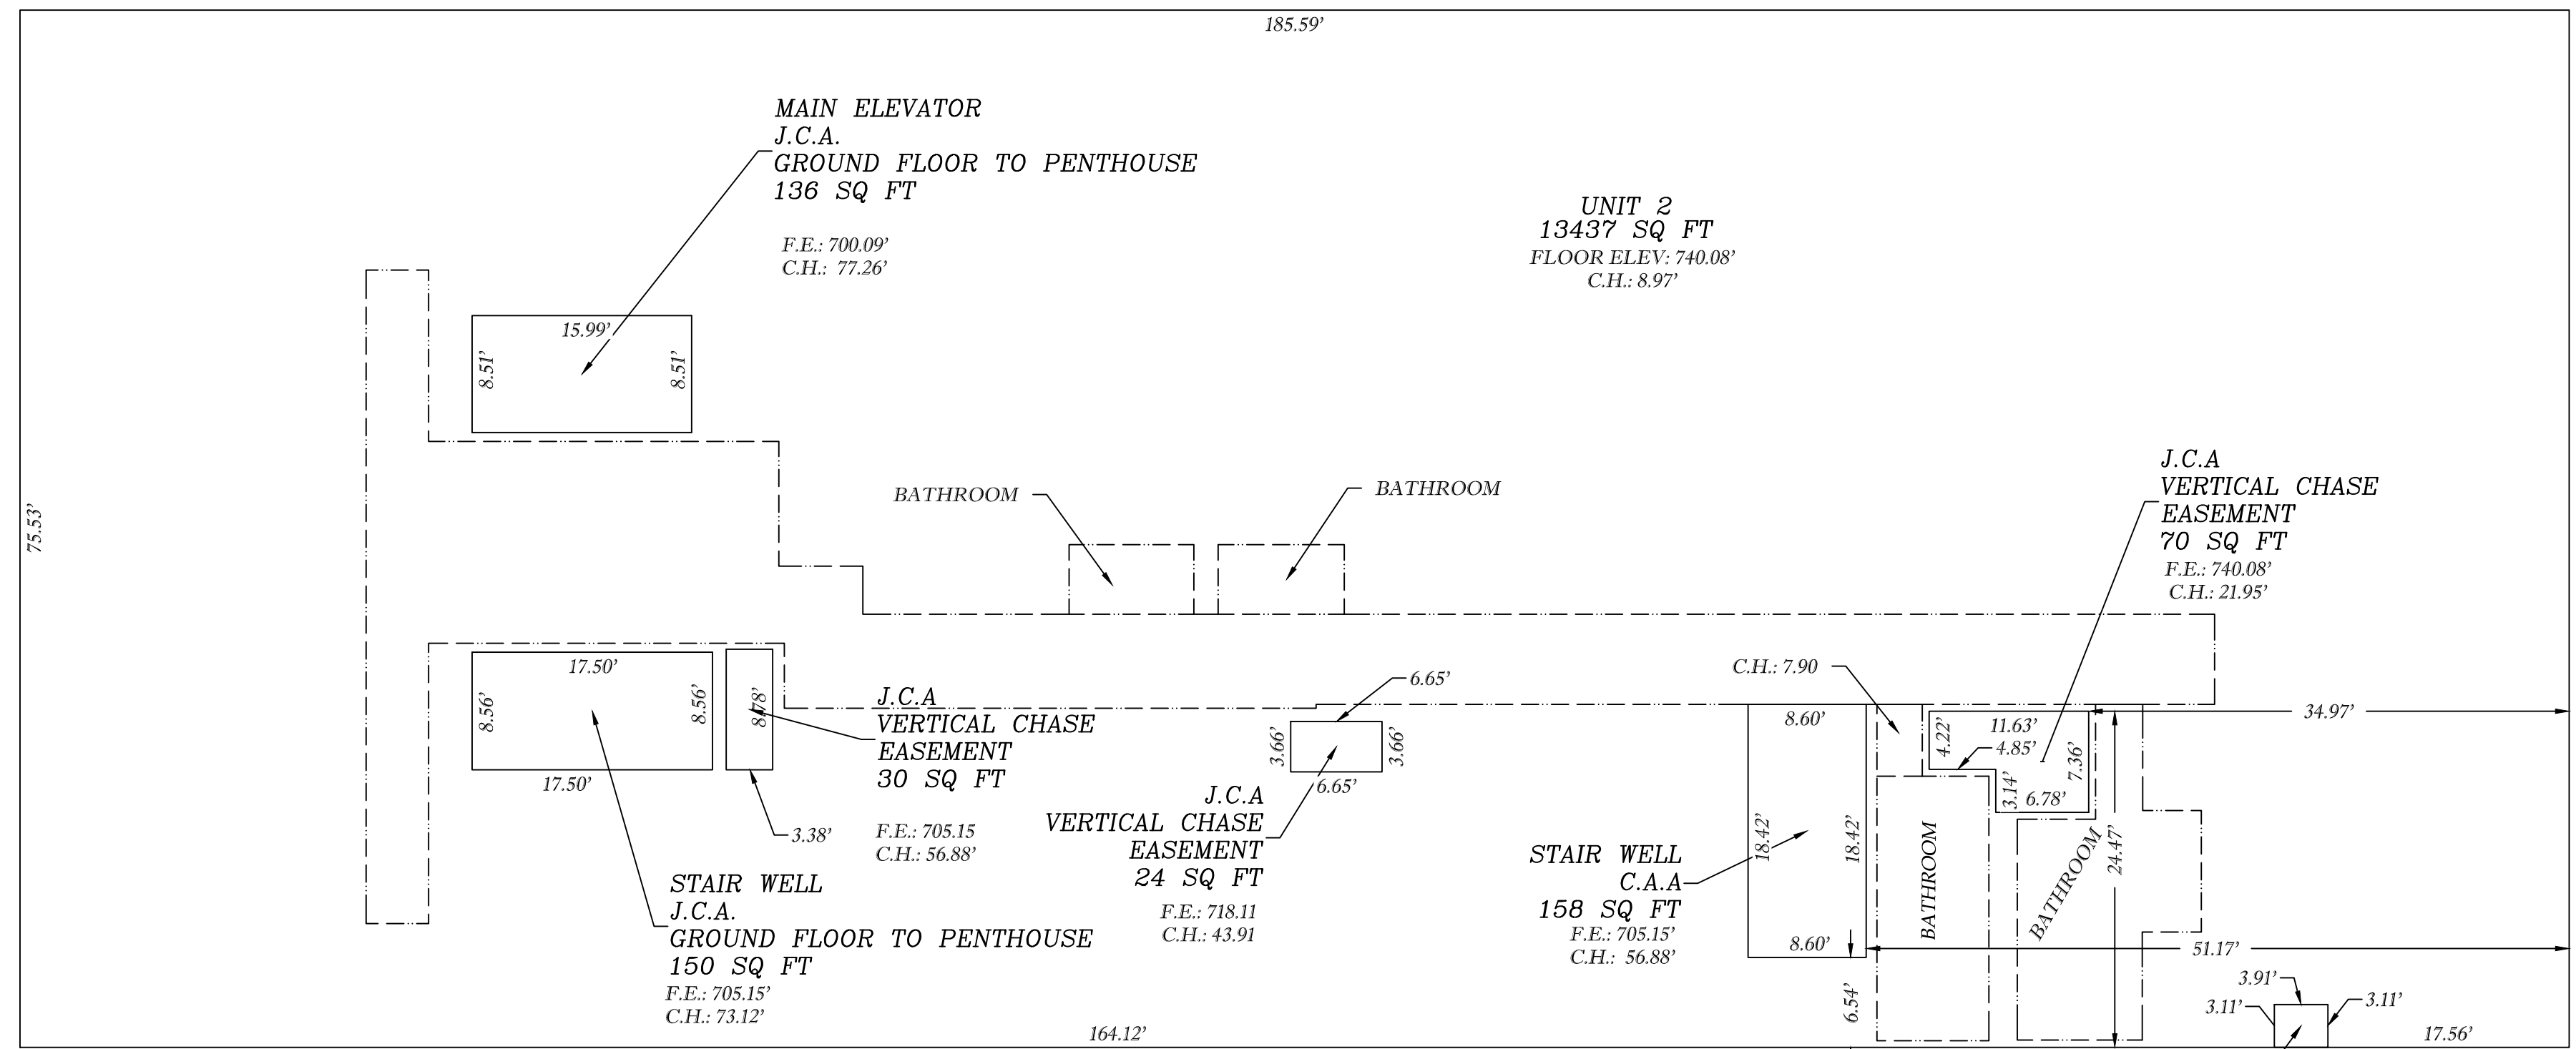 185.59’
MAIN ELEVATOR
J.C.A.
GROUND FLOOR TO PENTHOUSE
136 SQ FT
F.E.: 700.09’
C.H.: 77.26’
UNIT 2
13437 SQ FT
FLOOR ELEV: 740.08’
C.H.: 8.97’
15.99’
8.51’
8.51’
75.53’
BATHROOM
BATHROOM
J.C.A
VERTICAL CHASE
EASEMENT
70 SQ FT
F.E.: 740.08’
C.H.: 21.95’
17.50’
8.56’
8.56’
17.50’
8.78’
3.38’
J.C.A
VERTICAL CHASE
EASEMENT
30 SQ FT
F.E.: 705.15
C.H.: 56.88’
STAIR WELL
J.C.A.
GROUND FLOOR TO PENTHOUSE
150 SQ FT
F.E.: 705.15’
C.H.: 73.12’
6.65’
3.66’
3.66’
6.65’
J.C.A
VERTICAL CHASE
EASEMENT
24 SQ FT
F.E.: 718.11
C.H.: 43.91
C.H.: 7.90
8.60’
18.42’
18.42’
8.60’
STAIR WELL
C.A.A
158 SQ FT
F.E.: 705.15’
C.H.: 56.88’
6.54’
11.63’
4.22’
4.85’
7.36’
3.14’
6.78’
34.97’
BATHROOM
BATHROOM
24.47’
51.17’
3.91’
3.11’
3.11’
164.12’
17.56’